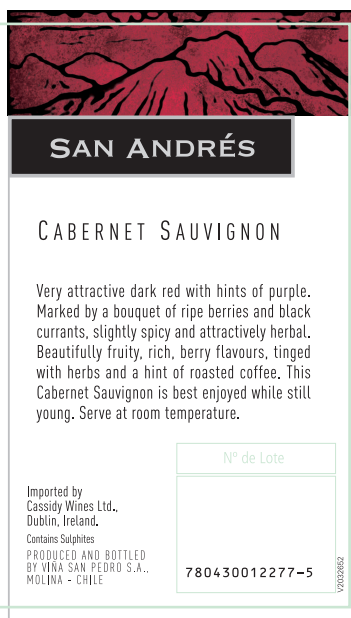 SAN ANDRÉS
CABERNET SAUVIGNON
Very attractive dark red with hints of purple.
Marked by a bouquet of ripe berries and black
currants, slightly spicy and attractively herbal.
Beautifully fruity, rich, berry flavours, tinged
with herbs and a hint of roasted coffee. This
Cabernet Sauvignon is best enjoyed while still
young. Serve at room temperature.
Nº de Lote
Imported by
Cassidy Wines Ltd.,
Dublin, Ireland.
Contains Sulphites
PRODUCED AND BOTTLED
BY VIÑA SAN PEDRO S.A.,
MOLINA - CHILE
780430012277-5
V2032652